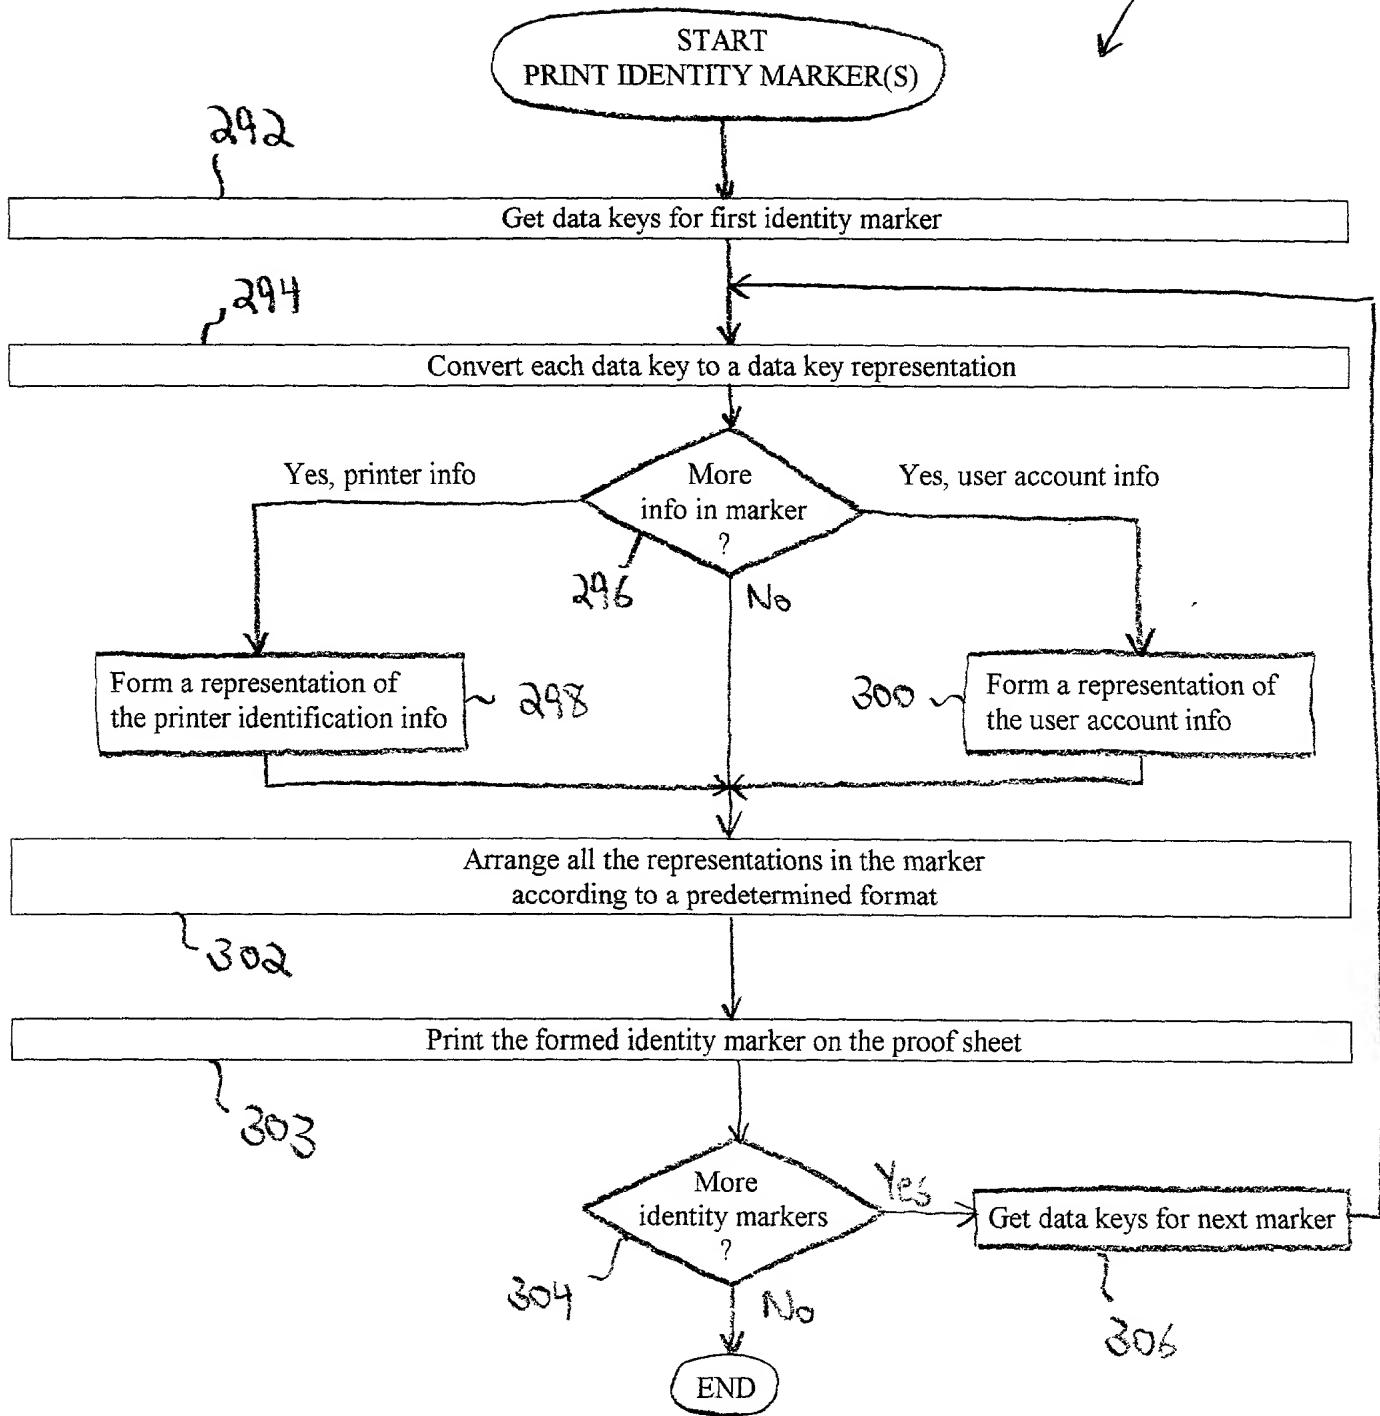 START
PRINT IDENTITY MARKER(S)
292
Get data keys for first identity marker
294
Convert each data key to a data key representation
Yes, printer info
More
info in marker
?
Yes, user account info
296
No
Form a representation of
the printer identification info
298
300
Form a representation of
the user account info
Arrange all the representations in the marker
according to a predetermined format
302
Print the formed identity marker on the proof sheet
303
More
identity markers
?
Yes
Get data keys for next marker
304
No
306
END